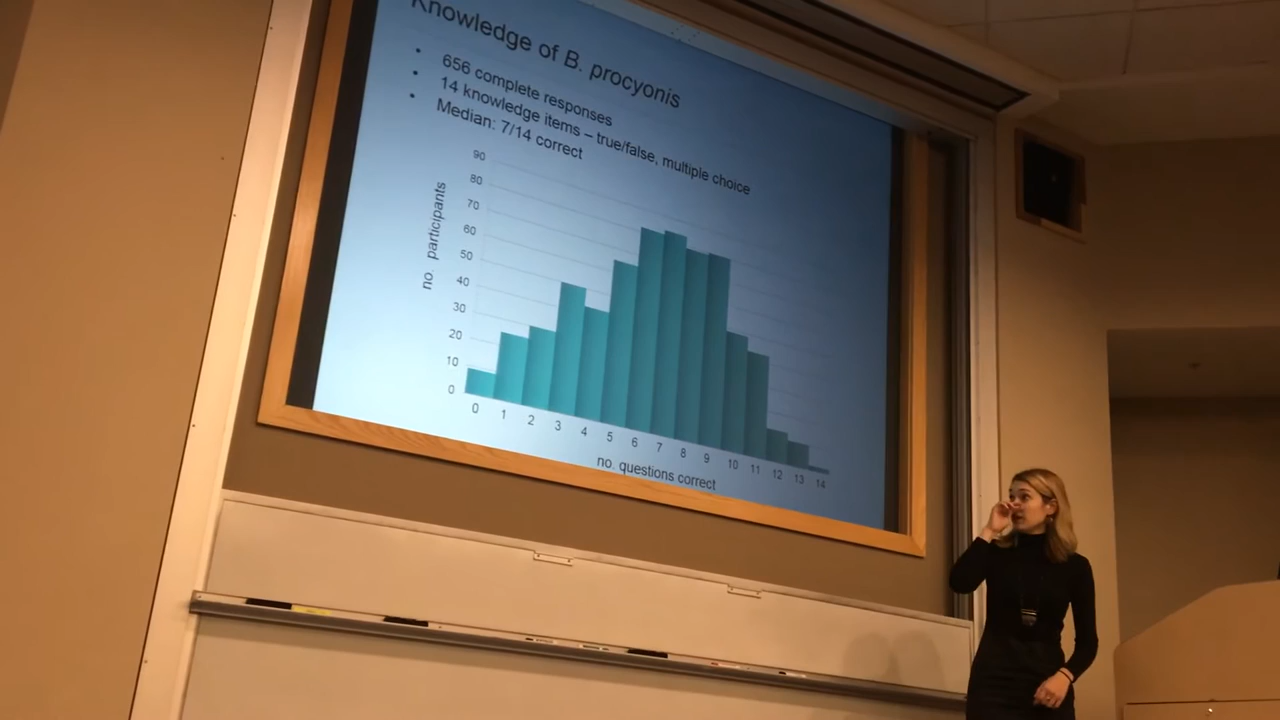 Knowledge of B. procyonis
• 656 complete responses
• 14 knowledge items – true/false, multiple choice
• Median: 7/14 correct
90
80
70
60
50
40
30
20
10
0
no. participants
0 1 2 3 4 5 6 7 8 9 10 11 12 13 14
no. questions correct